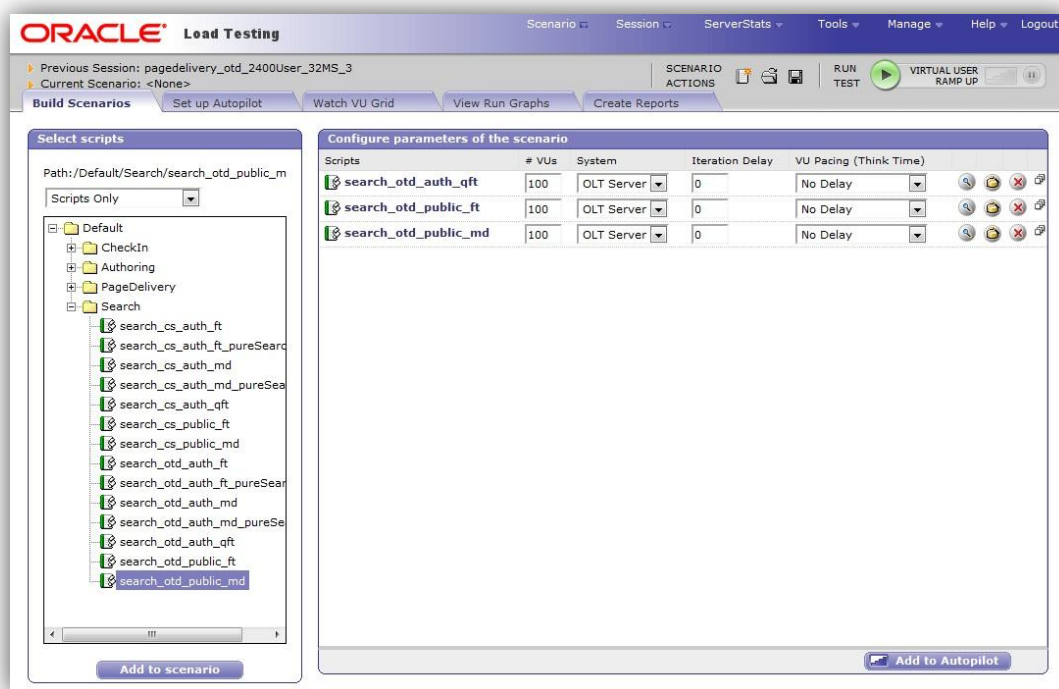 ORACLE® Load Testing
Scenario Session ServerStats Tools Manage Help Logout
Previous Session: pagedelivery_otd_2400User_32MS_3
Current Scenario: <None>
SCENARIO ACTIONS
RUN TEST
VIRTUAL USER RAMP UP
Build Scenarios Set up Autopilot Watch VU Grid View Run Graphs Create Reports
Select scripts
Path:/Default/Search/search_otd_public_m
Scripts Only
Default
CheckIn
Authoring
PageDelivery
Search
search_cs_auth_ft
search_cs_auth_ft_pureSearc
search_cs_auth_md
search_cs_auth_md_pureSea
search_cs_auth_qft
search_cs_public_ft
search_cs_public_md
search_otd_auth_ft
search_otd_auth_ft_pureSear
search_otd_auth_md
search_otd_auth_md_pureSe
search_otd_auth_qft
search_otd_public_ft
search_otd_public_md
Add to scenario
Configure parameters of the scenario
Scripts # VUs System Iteration Delay VU Pacing (Think Time)
search_otd_auth_qft 100 OLT Server 0 No Delay
search_otd_public_ft 100 OLT Server 0 No Delay
search_otd_public_md 100 OLT Server 0 No Delay
Add to Autopilot